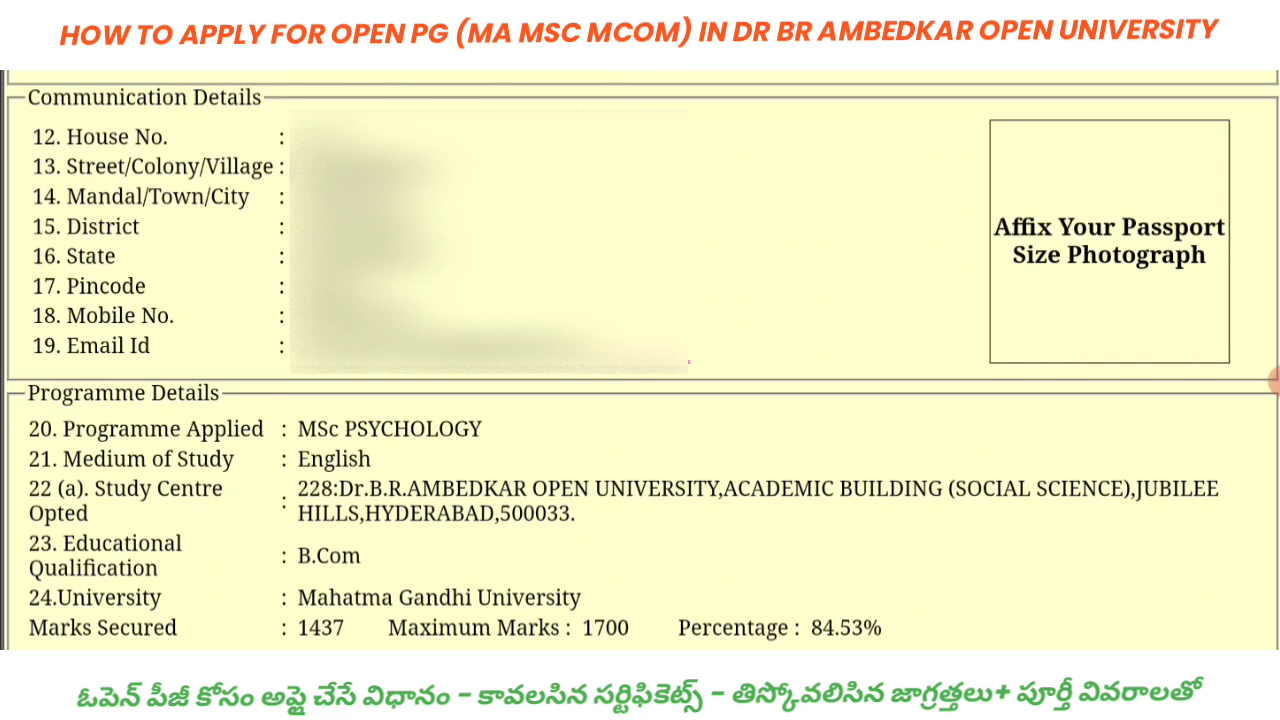 HOW TO APPLY FOR OPEN PG (MA MSC MCOM) IN DR BR AMBEDKAR OPEN UNIVERSITY
Communication Details
12. House No. :
13. Street/Colony/Village :
14. Mandal/Town/City :
15. District :
16. State :
17. Pincode :
18. Mobile No. :
19. Email Id :
Affix Your Passport
Size Photograph
Programme Details
20. Programme Applied : MSc PSYCHOLOGY
21. Medium of Study : English
22 (a). Study Centre
Opted : 228:Dr.B.R.AMBEDKAR OPEN UNIVERSITY,ACADEMIC BUILDING (SOCIAL SCIENCE),JUBILEE
HILLS,HYDERABAD,500033.
23. Educational
Qualification : B.Com
24.University : Mahatma Gandhi University
Marks Secured : 1437 Maximum Marks : 1700 Percentage : 84.53%
ఓపెన్ పీజీ కోసం అప్లై చేసే విధానం - కావలసిన సర్టిఫికెట్స్ - తిస్కోవలిసిన జాగ్రత్తలు+ పూర్తీ వివరాలతో